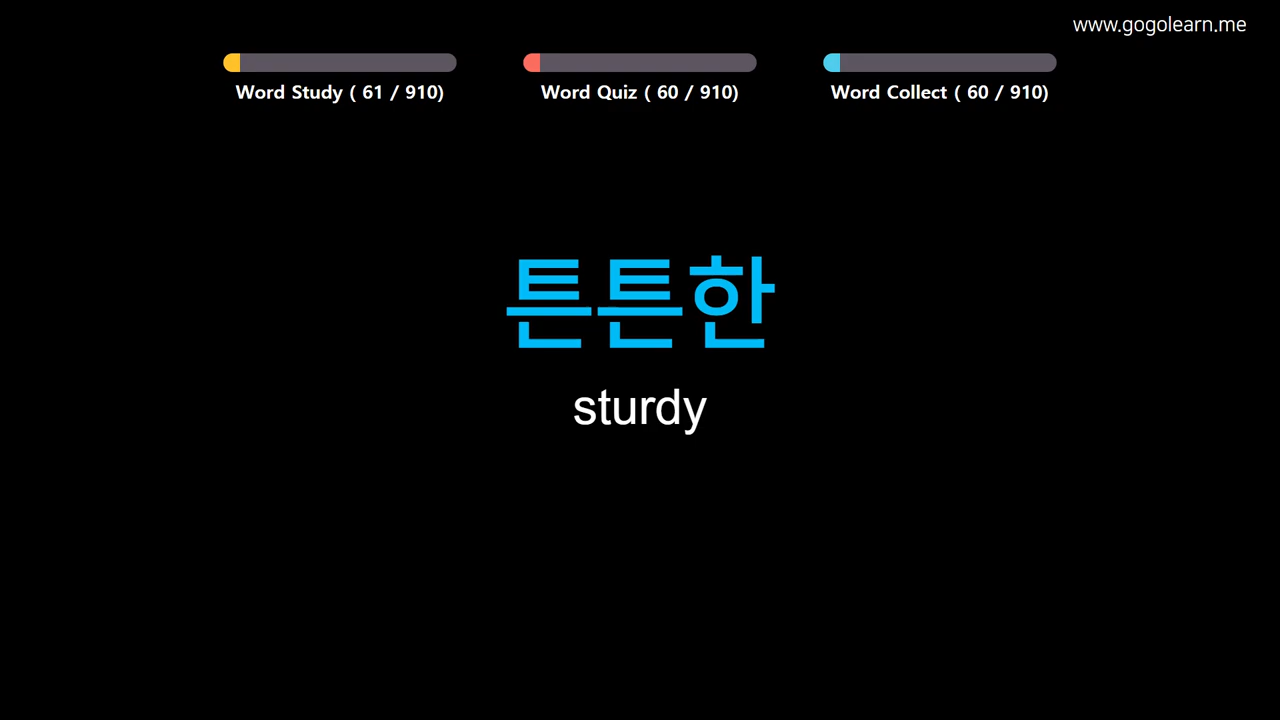 www.gogolearn.me
Word Study ( 61 / 910)
Word Quiz ( 60 / 910)
Word Collect ( 60 / 910)
튼튼한
sturdy